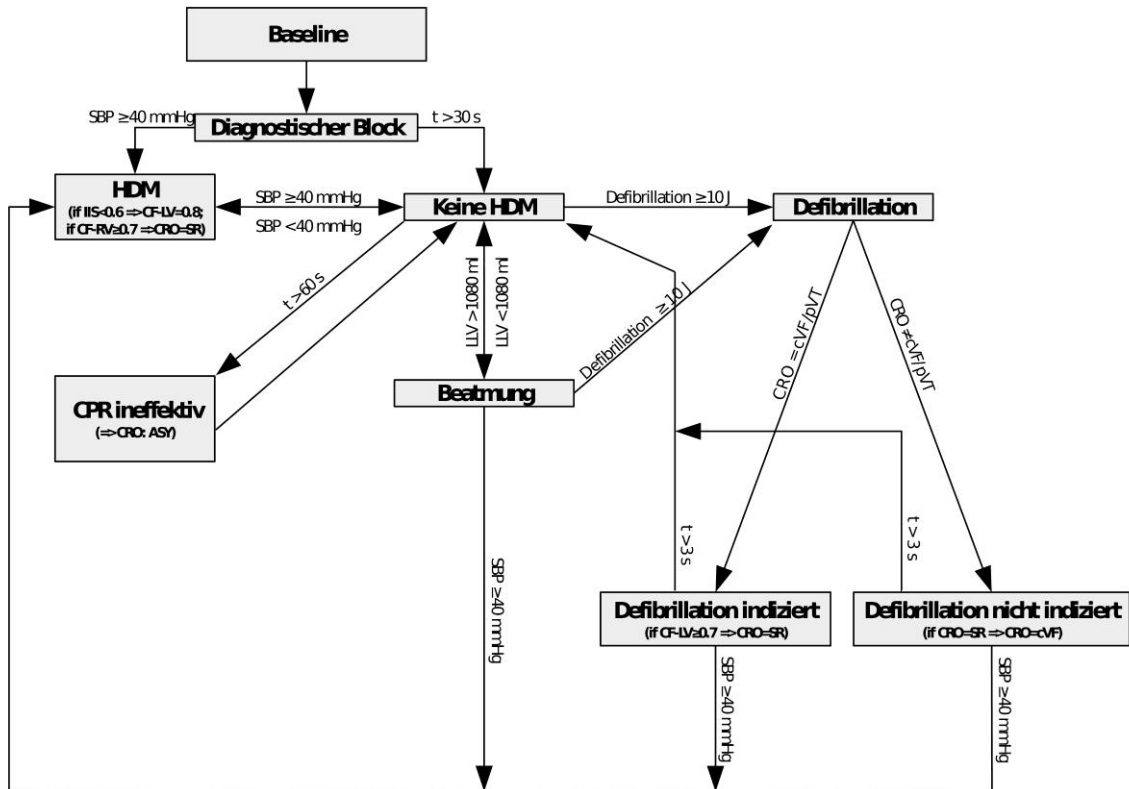 Baseline
SBP ≥40 mmHg
t >30 s
Diagnostischer Block
HDM
(if IIS<0.6 =>CF-LV=0.8;
if CF-RV≥0.7 =>CRO=SR)
SBP ≥40 mmHg
SBP <40 mmHg
Keine HDM
Defibrillation ≥10 J
Defibrillation
t >60 s
LLV <1080 ml
LLV >1080 ml
Defibrillation ≥10 J
CRO = cVF/pVT
CRO ≠cVF/pVT
CPR ineffektiv
(=>CRO: ASY)
Beatmung
t >3 s
t >3 s
SBP ≥40 mmHg
Defibrillation indiziert
(if CF-LV≥0.7 =>CRO=SR)
Defibrillation nicht indiziert
(if CRO=SR =>CRO=cVF)
SBP ≥40 mmHg
SBP ≥40 mmHg